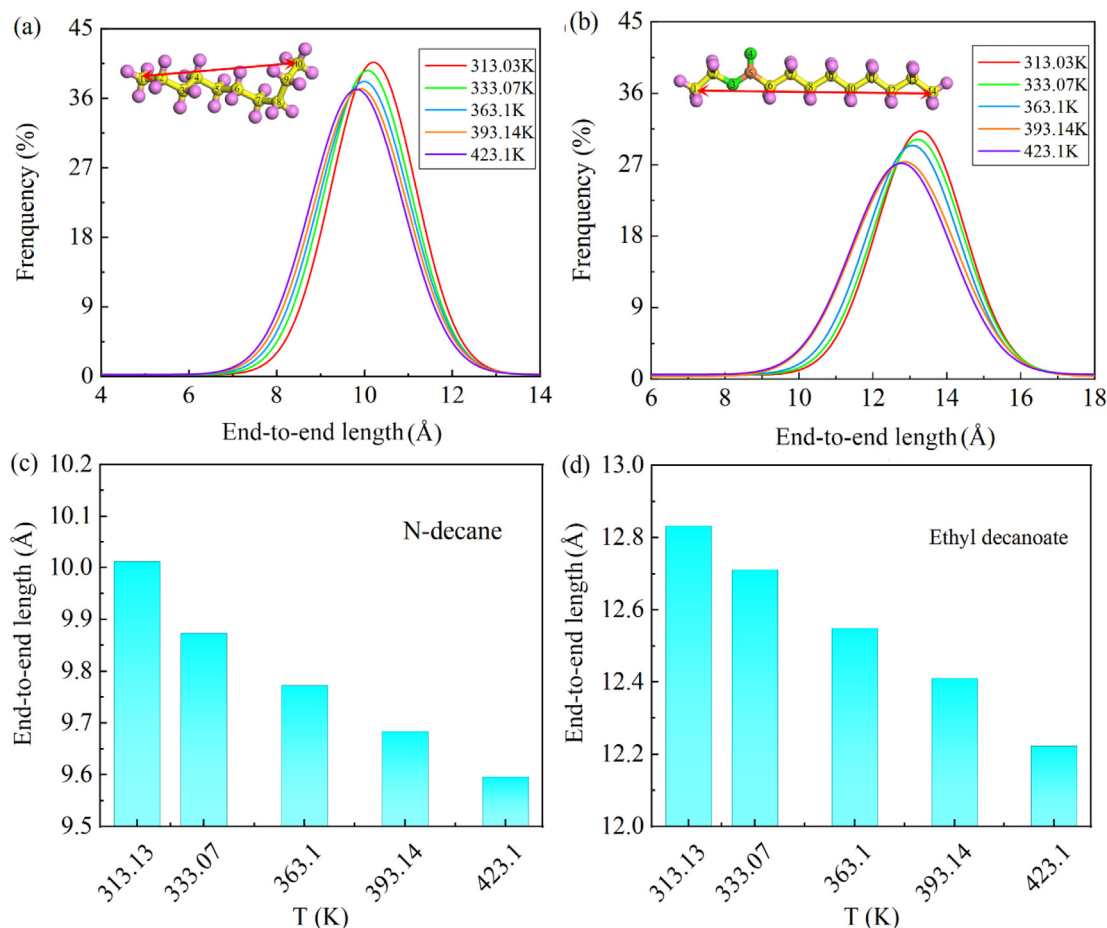 (a)
45
36
27
18
9
0
Frenquency (%)
313.03K
333.07K
363.1K
393.14K
423.1K
4
6
8
10
12
14
End-to-end length (Å)
(b)
45
36
27
18
9
0
Frequency (%)
313.03K
333.07K
363.1K
393.14K
423.1K
6
8
10
12
14
16
18
End-to-end length (Å)
(c)
10.2
10.1
10.0
9.9
9.8
9.7
9.6
9.5
End-to-end length (Å)
N-decane
313.13
333.07
363.1
393.14
423.1
T (K)
(d)
13.0
12.8
12.6
12.4
12.2
12.0
End-to-end length (Å)
Ethyl decanoate
313.13
333.07
363.1
393.14
423.1
T (K)